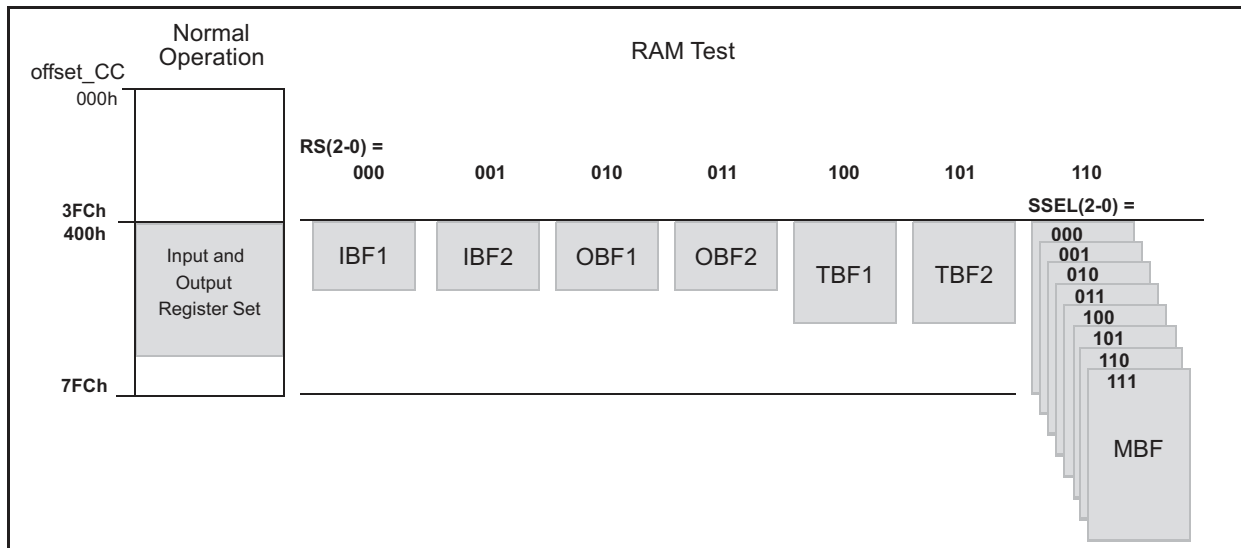 Normal
Operation
RAM Test
offset_CC
000h
RS(2-0) =
000 001 010 011 100 101 110
3FCh
SSEL(2-0) =
400h
Input and
Output
Register Set
IBF1 IBF2 OBF1 OBF2 TBF1 TBF2
000
001
010
011
100
101
110
111
7FCh
MBF